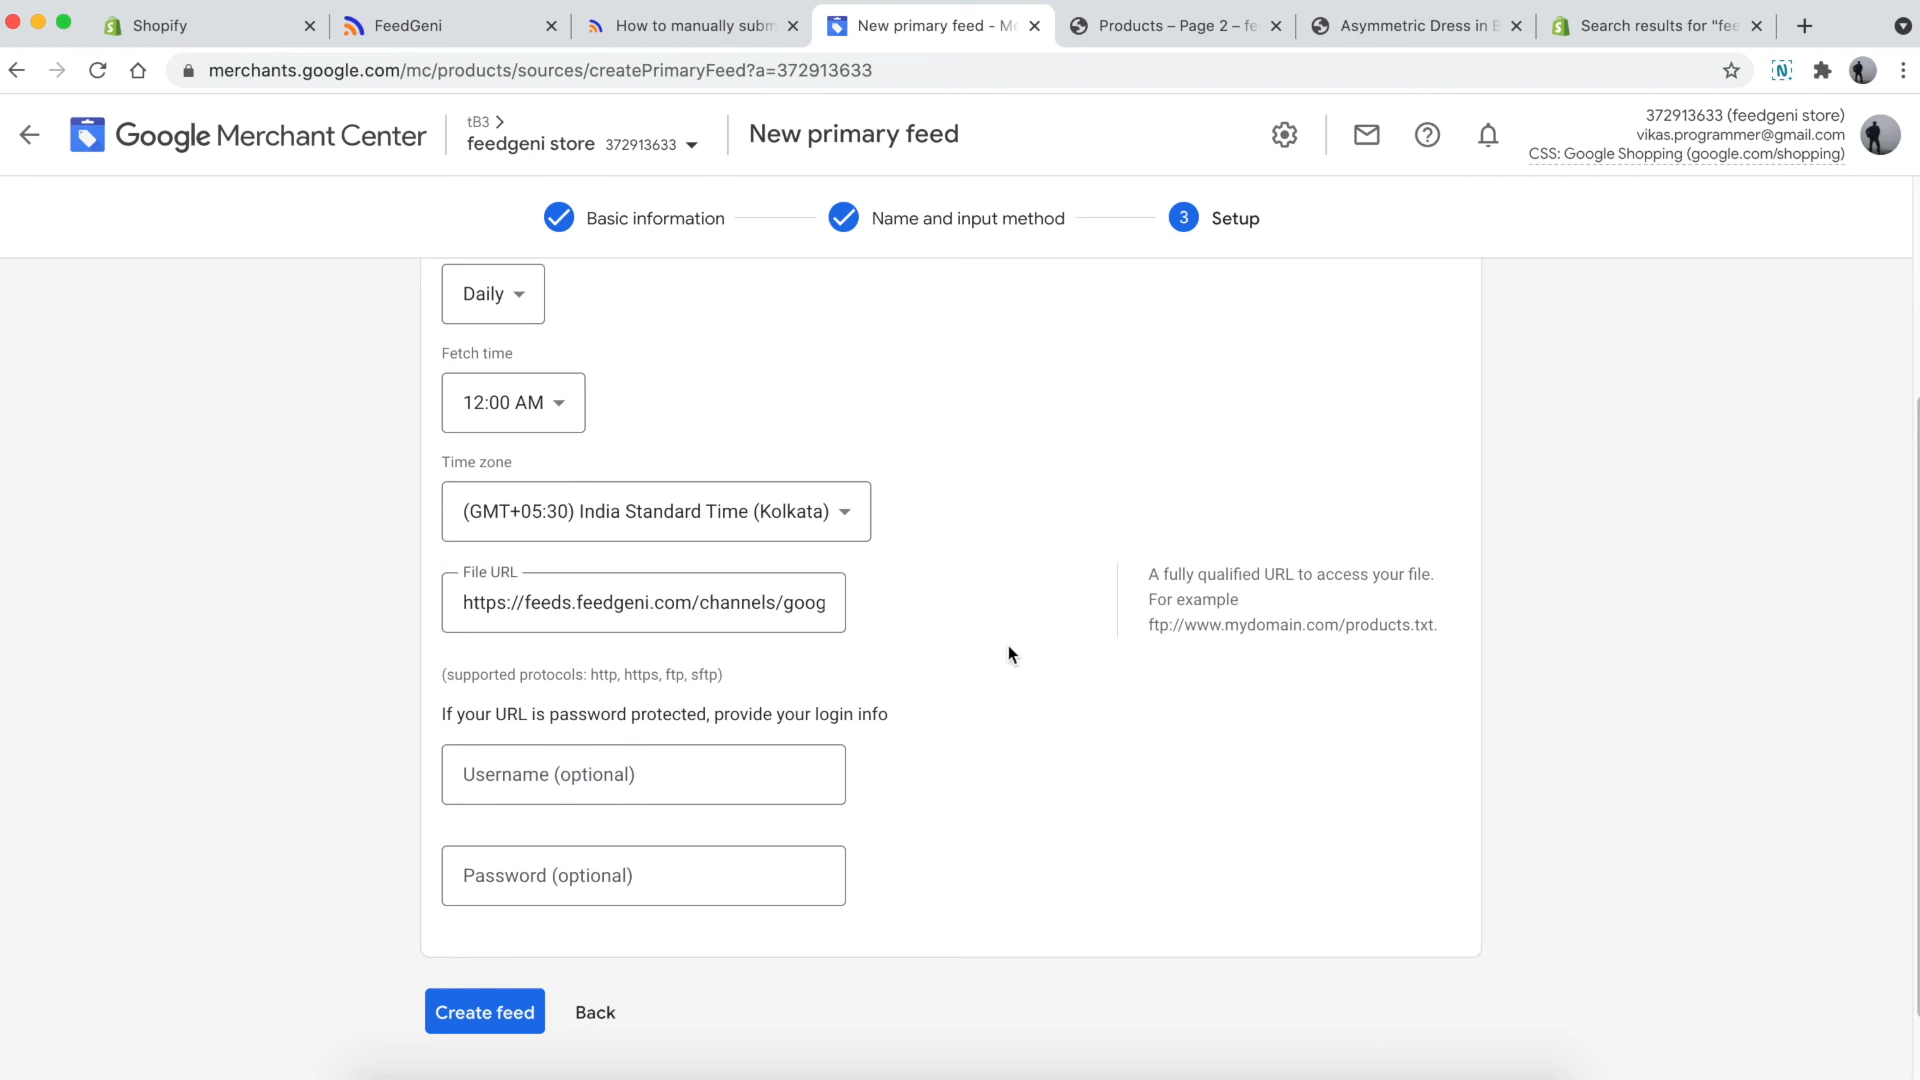 Shopify
FeedGeni
How to manually subm
New primary feed - Me
Products – Page 2 – fe
Asymmetric Dress in B
Search results for "fee
merchants.google.com/mc/products/sources/createPrimaryFeed?a=372913633
Google Merchant Center
tB3
feedgeni store 372913633
New primary feed
372913633 (feedgeni store)
vikas.programmer@gmail.com
CSS: Google Shopping (google.com/shopping)
Basic information
Name and input method
3 Setup
Daily
Fetch time
12:00 AM
Time zone
(GMT+05:30) India Standard Time (Kolkata)
File URL
https://feeds.feedgeni.com/channels/goog
A fully qualified URL to access your file.
For example
ftp://www.mydomain.com/products.txt.
(supported protocols: http, https, ftp, sftp)
If your URL is password protected, provide your login info
Username (optional)
Password (optional)
Create feed
Back